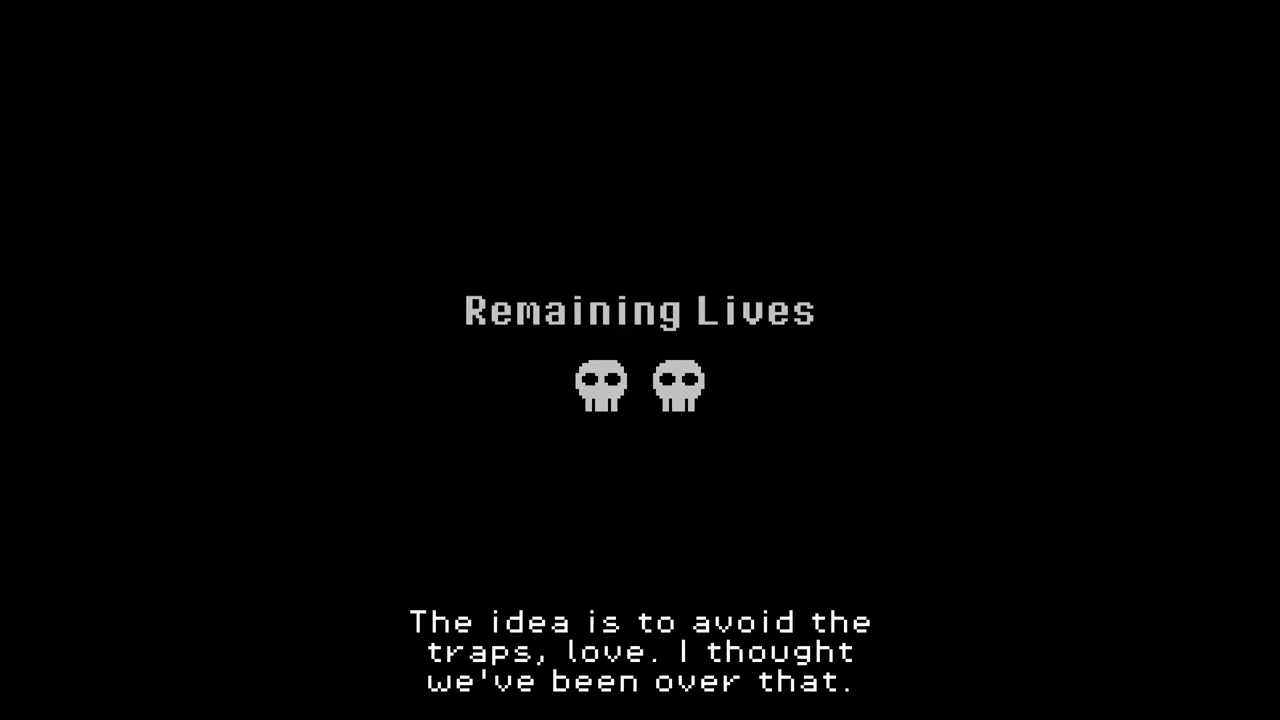 Remaining Lives
The idea is to avoid the
traps, love. I thought
we've been over that.